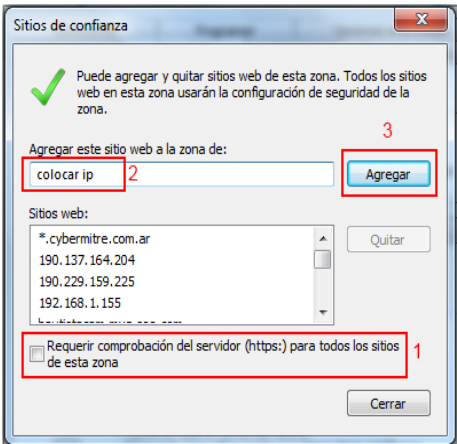 Sitios de confianza
Puede agregar y quitar sitios web de esta zona. Todos los sitios
web en esta zona usarán la configuración de seguridad de la
zona.
3
Agregar este sitio web a la zona de:
colocar ip
2
Agregar
Sitios web:
*.cybermitre.com.ar
Quitar
190.137.164.204
190.229.159.225
192.168.1.155
Requerir comprobación del servidor (https:) para todos los sitios
de esta zona
1
Cerrar